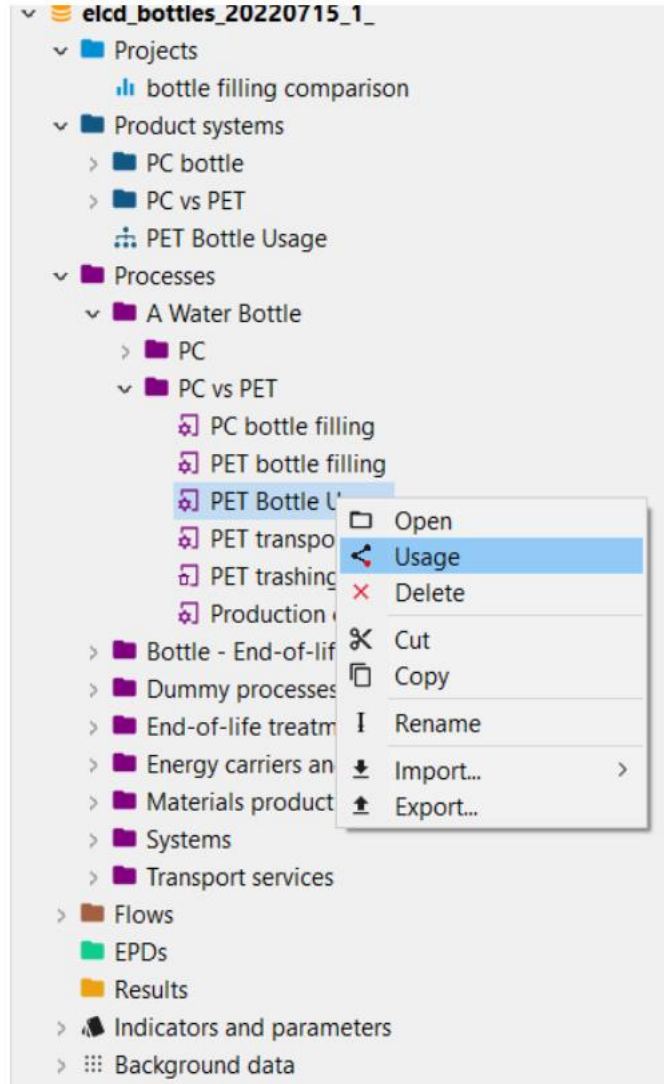 elcd_bottles_20220715_1_
Projects
bottle filling comparison
Product systems
PC bottle
PC vs PET
PET Bottle Usage
Processes
A Water Bottle
PC
PC vs PET
PC bottle filling
PET bottle filling
PET Bottle
Open
PET transpo
Usage
PET trashing
Delete
Production
Cut
Bottle - End-of-lif
Copy
Dummy processes
End-of-life treatm
Rename
Energy carriers an
Import...
Materials product
Export...
Systems
Transport services
Flows
EPDs
Results
Indicators and parameters
Background data